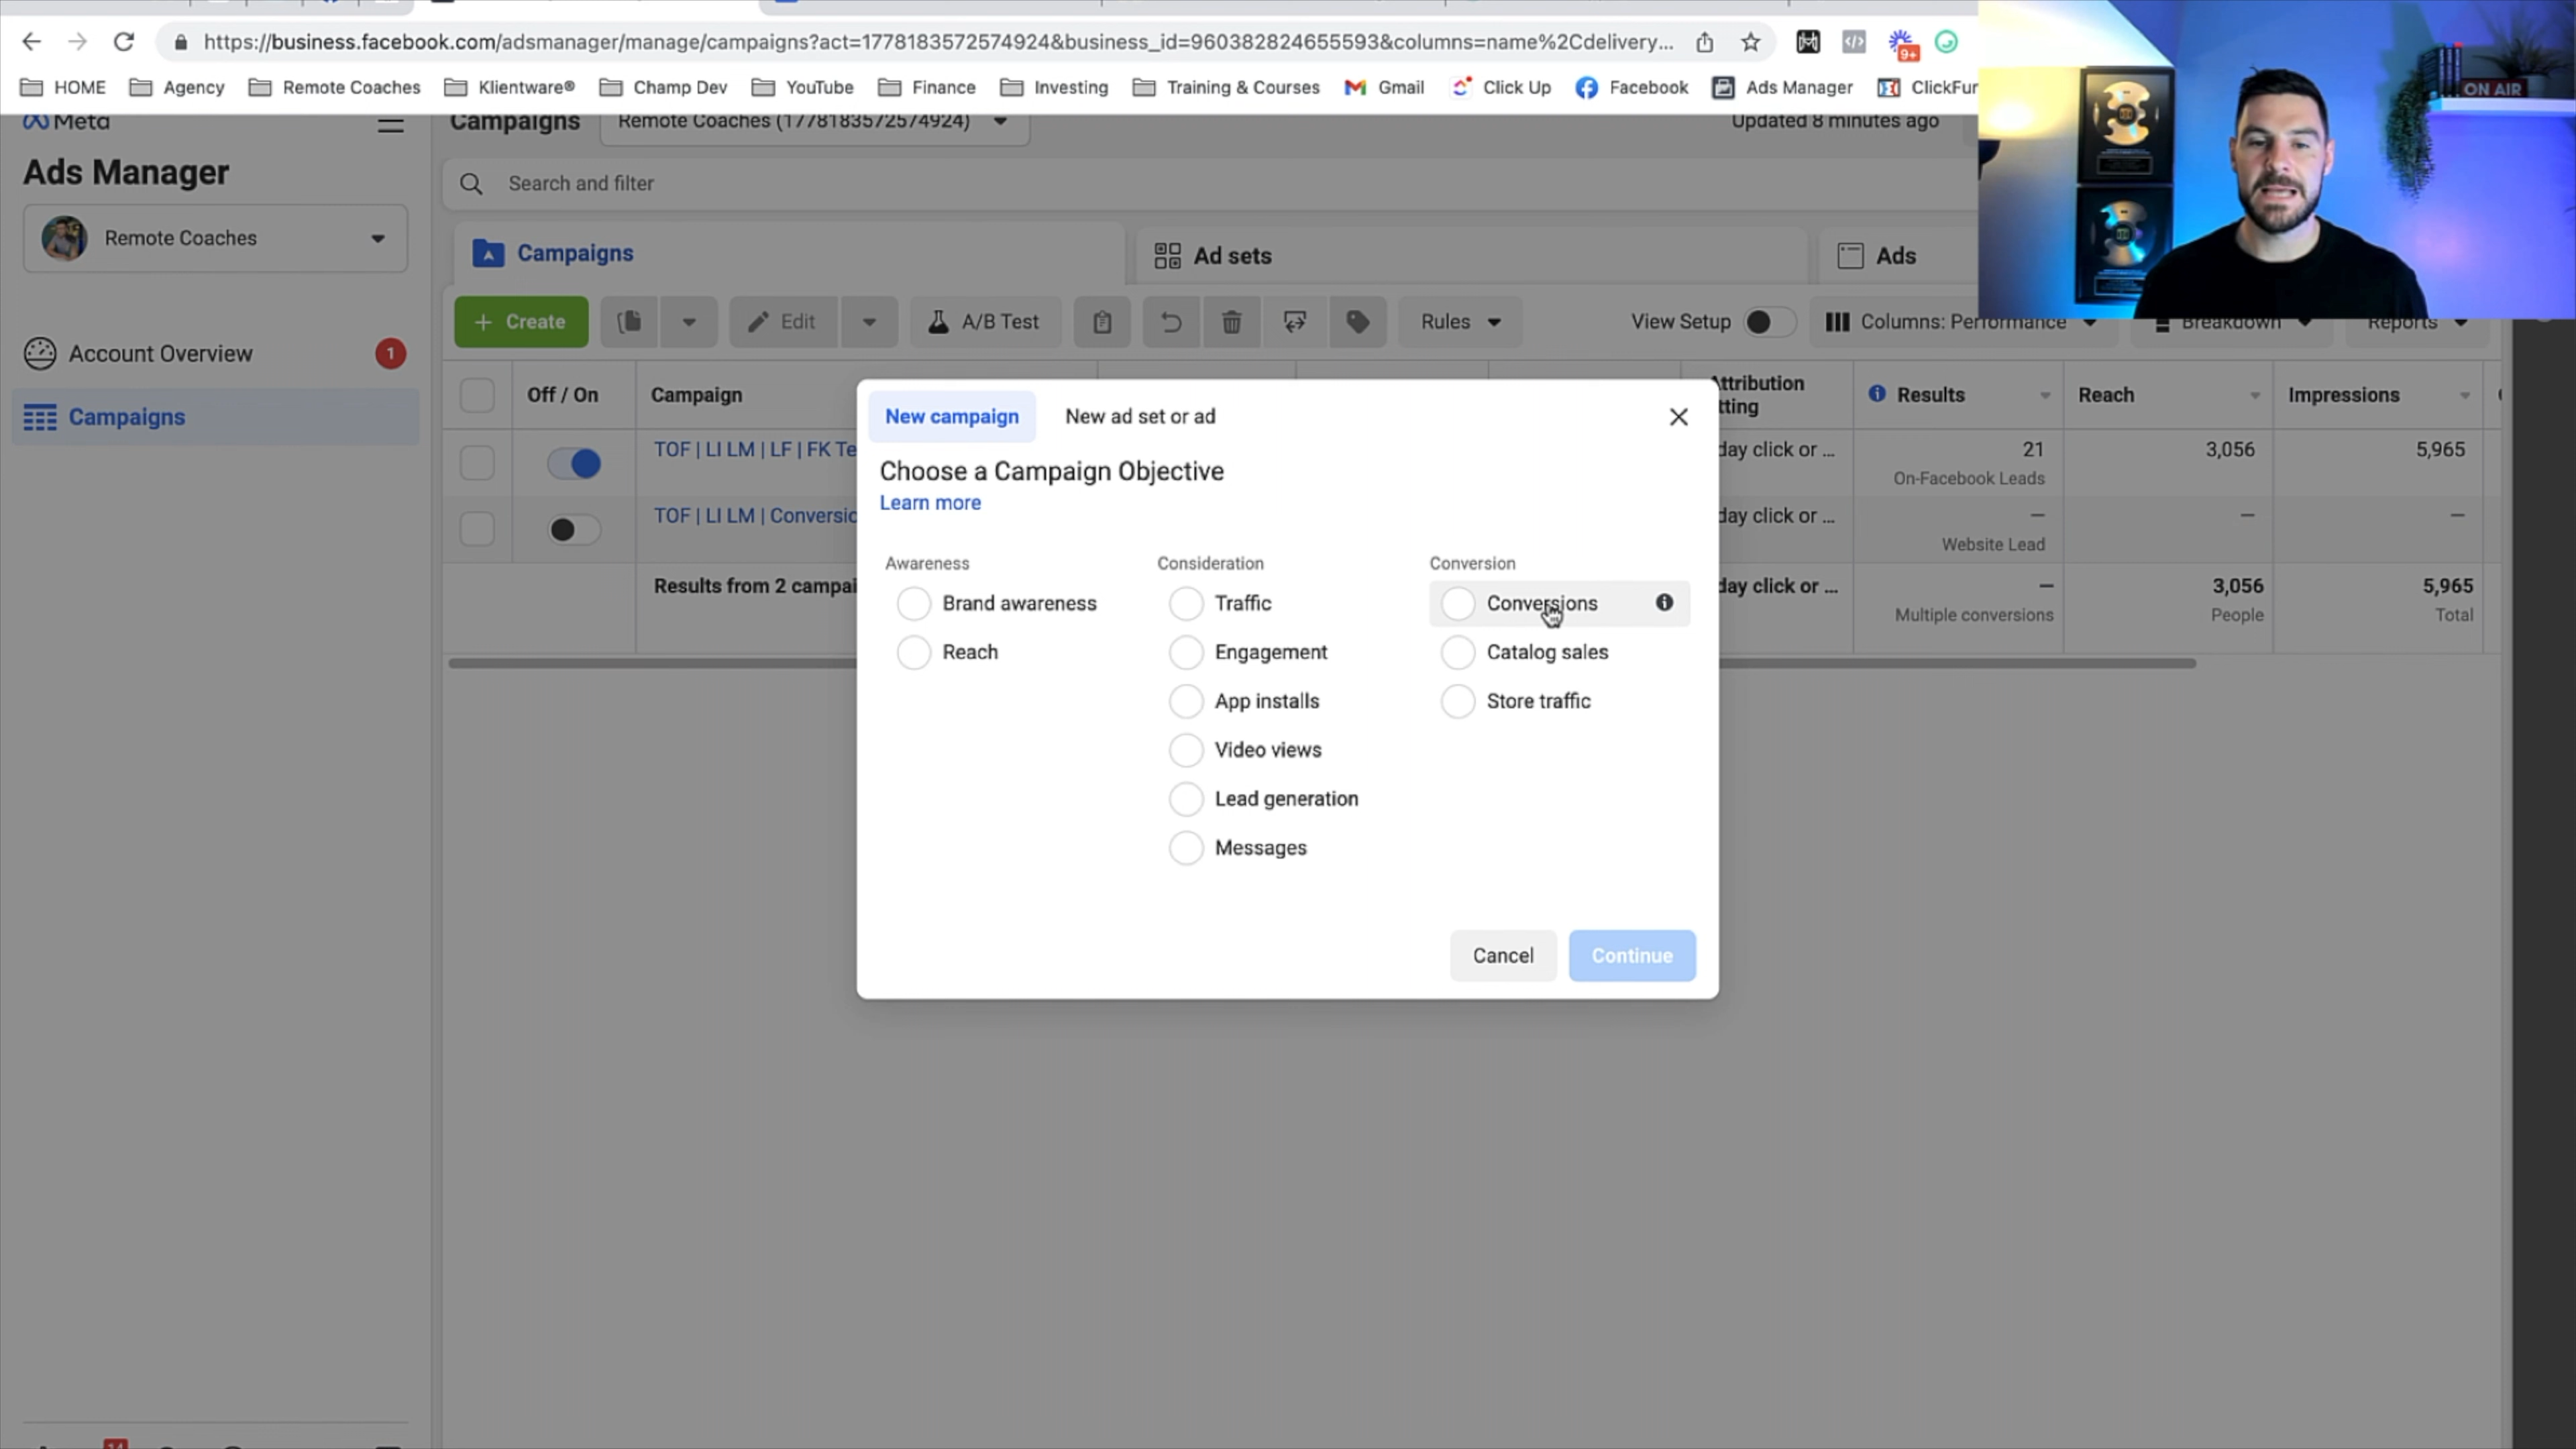 https://business.facebook.com/adsmanager/manage/campaigns?act=1778183572574924&business_id=960382824655593&columns=name%2Cdelivery...
9+
HOME Agency Remote Coaches Klientware® Champ Dev YouTube Finance Investing Training & Courses Gmail Click Up Facebook Ads Manager ClickFun
ON AIR
Meta
Campaigns Remote Coaches (1778183572574924) Updated 8 minutes ago
Ads Manager
Search and filter
Remote Coaches
Campaigns Ad sets Ads
+ Create Edit A/B Test Rules View Setup Columns: Performance Breakdown Reports
Account Overview 1
Campaigns
Off / On Campaign Attribution Results Reach Impressions
tting
TOF | LI LM | LF | FK Te day click or ... 21 3,056 5,965
On-Facebook Leads
TOF | LI LM | Conversio day click or ... — — —
Website Lead
Results from 2 campai day click or ... — 3,056 5,965
Multiple conversions People Total
New campaign New ad set or ad
Choose a Campaign Objective
Learn more
Awareness Consideration Conversion
Brand awareness Traffic Conversions
Reach Engagement Catalog sales
App installs Store traffic
Video views
Lead generation
Messages
Cancel Continue
14